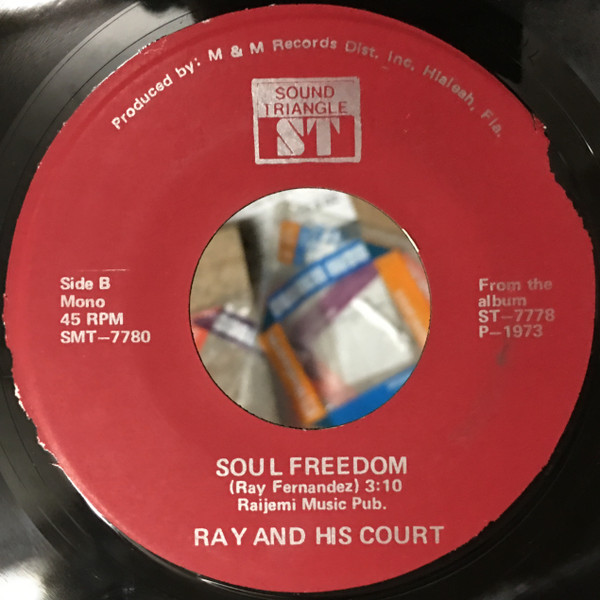 Produced by: M & M Records Dist. Inc. Hialeah, Fla.
SOUND
TRIANGLE
ST
Side B
Mono
45 RPM
SMT-7780
From the
album
ST-7778
P-1973
SOUL FREEDOM
(Ray Fernandez) 3:10
Raijemi Music Pub.
RAY AND HIS COURT